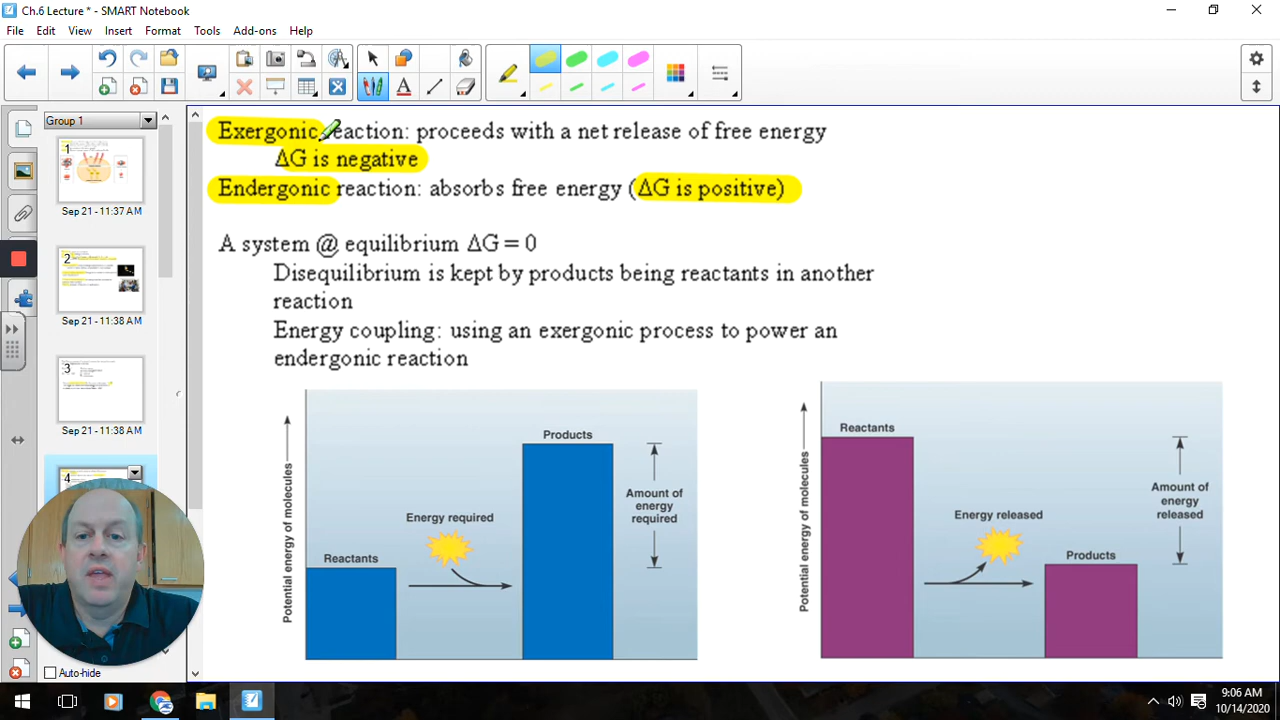 Ch.6 Lecture * - SMART Notebook
File Edit View Insert Format Tools Add-ons Help
Group 1
1
Sep 21 - 11:37 AM
2
Sep 21 - 11:38 AM
3
Sep 21 - 11:38 AM
4
Auto-hide
Exergonic reaction: proceeds with a net release of free energy
ΔG is negative
Endergonic reaction: absorbs free energy (ΔG is positive)
A system @ equilibrium ΔG = 0
Disequilibrium is kept by products being reactants in another
reaction
Energy coupling: using an exergonic process to power an
endergonic reaction
Potential energy of molecules
Reactants
Energy required
Products
Amount of
energy
required
Potential energy of molecules
Reactants
Energy released
Products
Amount of
energy
released
9:06 AM
10/14/2020